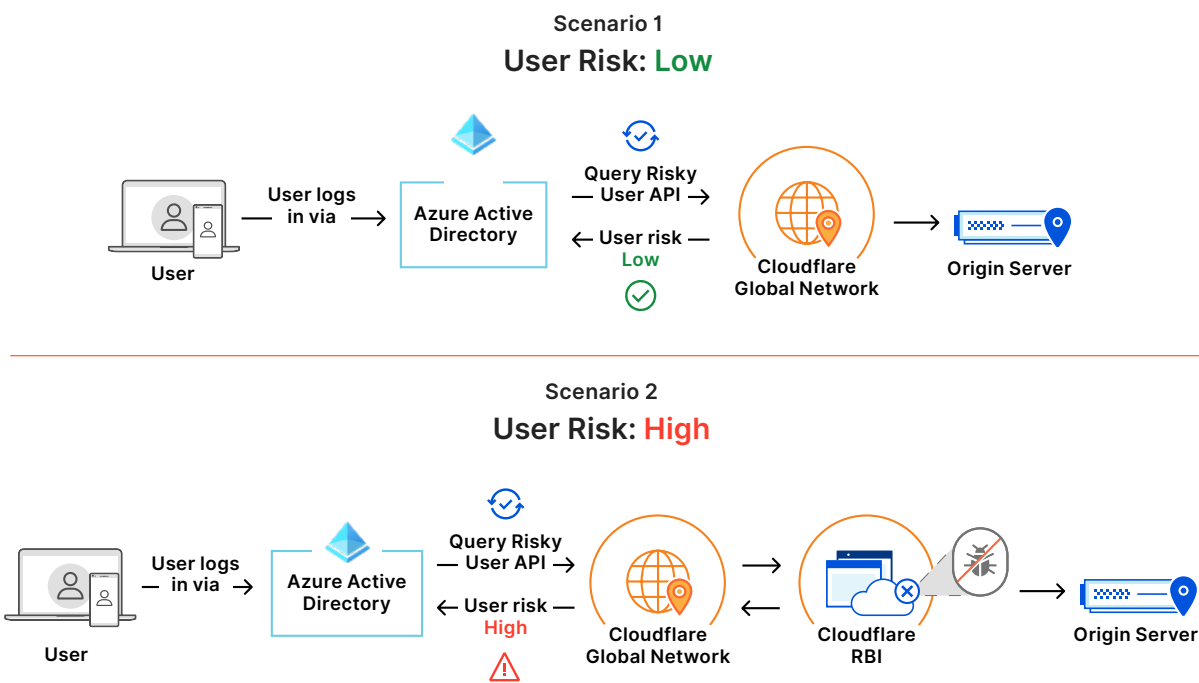 Scenario 1
User Risk: Low
User logs
in via
User
Azure Active
Directory
Query Risky
User API
User risk
Low
Cloudflare
Global Network
Origin Server
Scenario 2
User Risk: High
User logs
in via
User
Azure Active
Directory
Query Risky
User API
User risk
High
Cloudflare
Global Network
Cloudflare
RBI
Origin Server